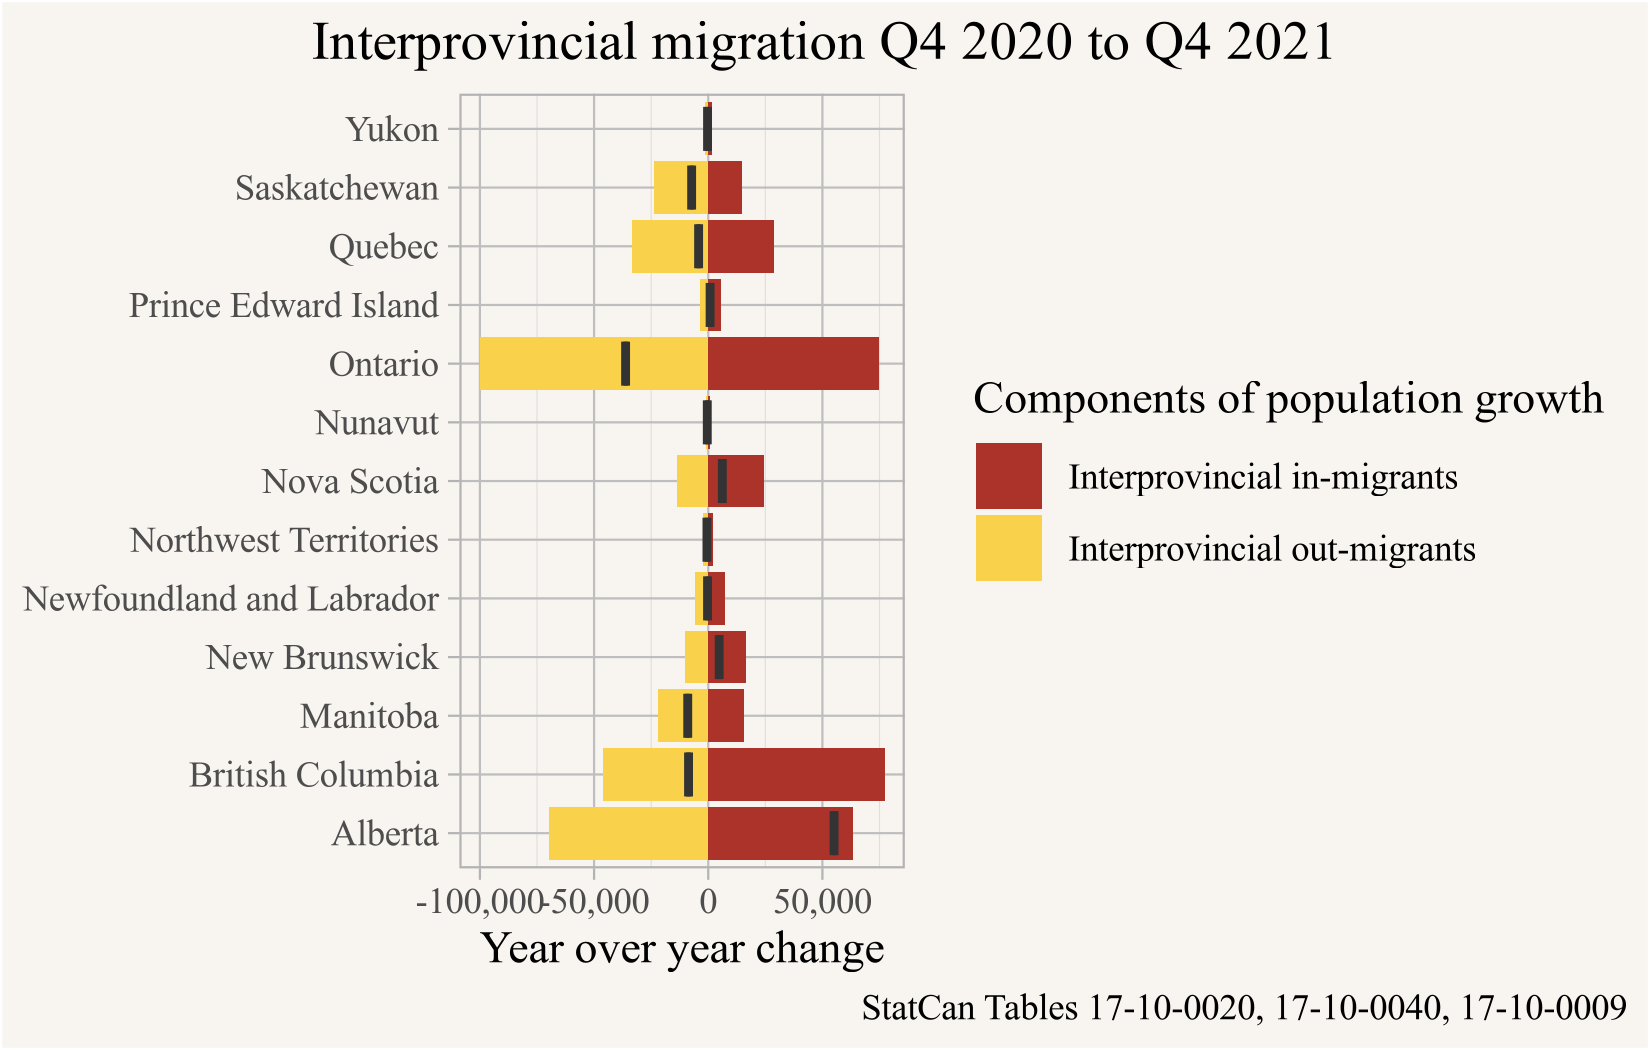 Interprovincial migration Q4 2020 to Q4 2021
Yukon
Saskatchewan
Quebec
Prince Edward Island
Ontario
Nunavut
Nova Scotia
Northwest Territories
Newfoundland and Labrador
New Brunswick
Manitoba
British Columbia
Alberta
-100,000 -50,000 0 50,000
Year over year change
Components of population growth
Interprovincial in-migrants
Interprovincial out-migrants
StatCan Tables 17-10-0020, 17-10-0040, 17-10-0009